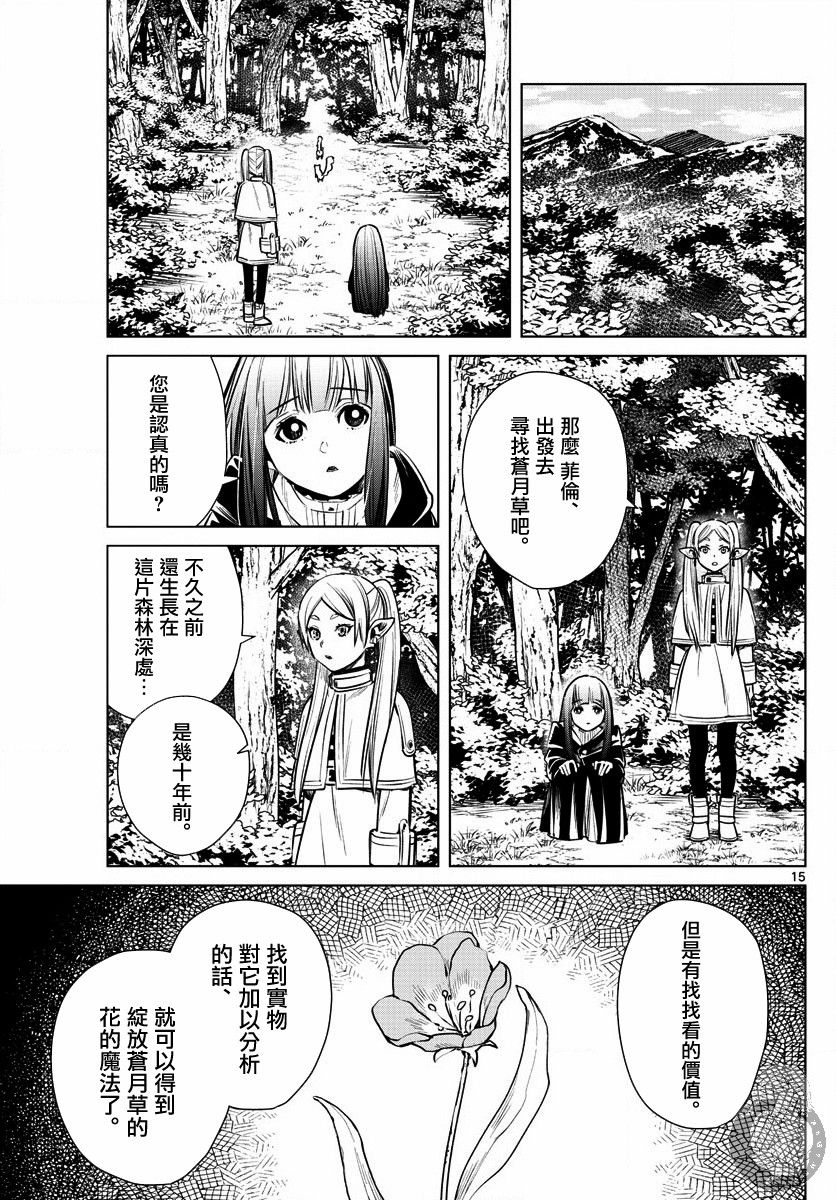 那麼 菲倫、
出發去
尋找蒼月草吧。
您是認真的嗎？
不久之前
還生長在
這片森林深處…
是幾十年前。
15
但是有找找看的價值。
找到實物
對它加以分析
的話、
就可以得到
綻放蒼月草的
花的魔法了。